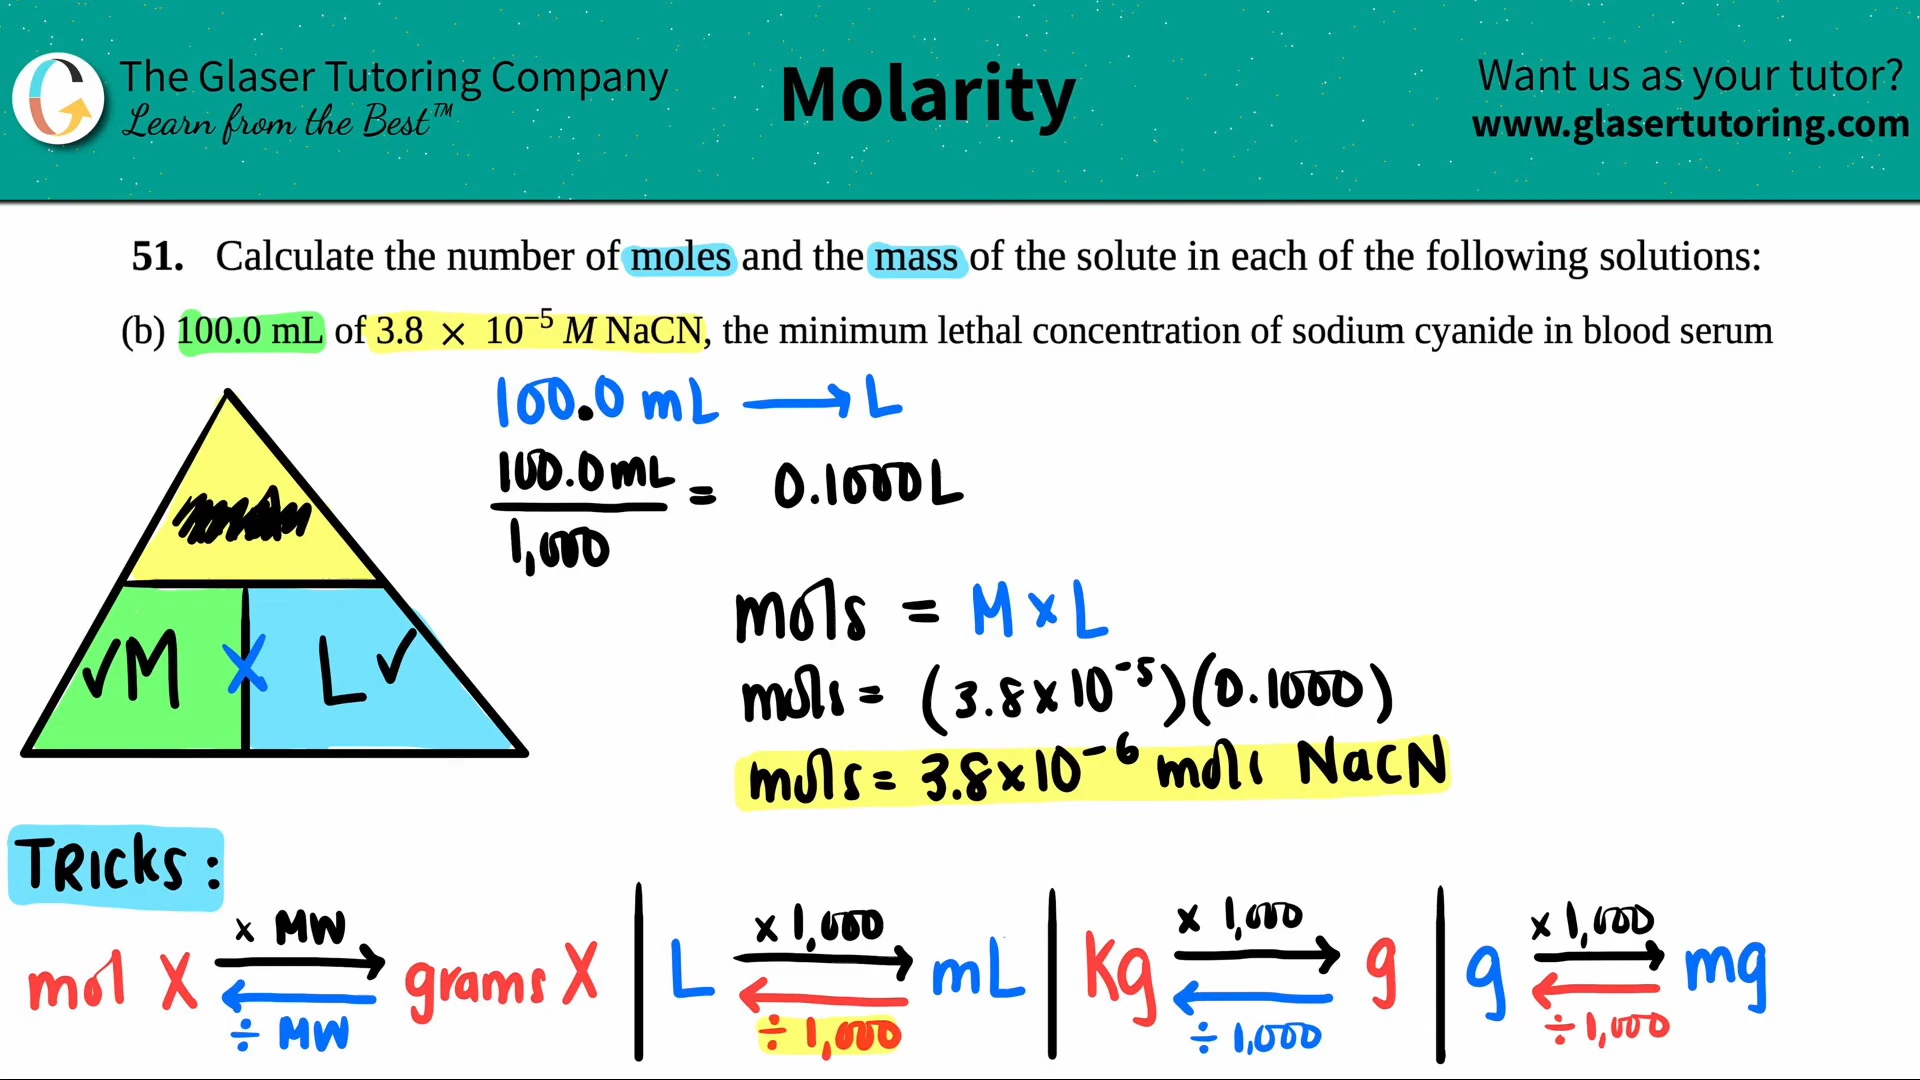 The Glaser Tutoring Company
Learn from the Best™
Molarity
Want us as your tutor?
www.glasertutoring.com
51. Calculate the number of moles and the mass of the solute in each of the following solutions:
(b) 100.0 mL of 3.8 × 10⁻⁵ M NaCN, the minimum lethal concentration of sodium cyanide in blood serum
100.0 mL ⟶ L
100.0 mL
= 0.1000 L
1,000
✓M × L✓
mols = M × L
mols = (3.8 × 10⁻⁵)(0.1000)
mols = 3.8 × 10⁻⁶ mols NaCN
TRICKS:
× MW
mol X grams X
÷ MW
× 1,000
L mL
÷ 1,000
× 1,000
kg g
÷ 1,000
× 1,000
g mg
÷ 1,000